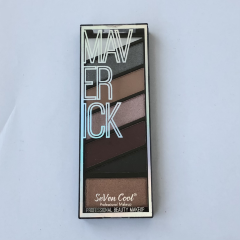 MAV
ER
ICK
SeVen Cool®
Professional Makeup
PROFESSIONAL BEAUTY MAKEUP